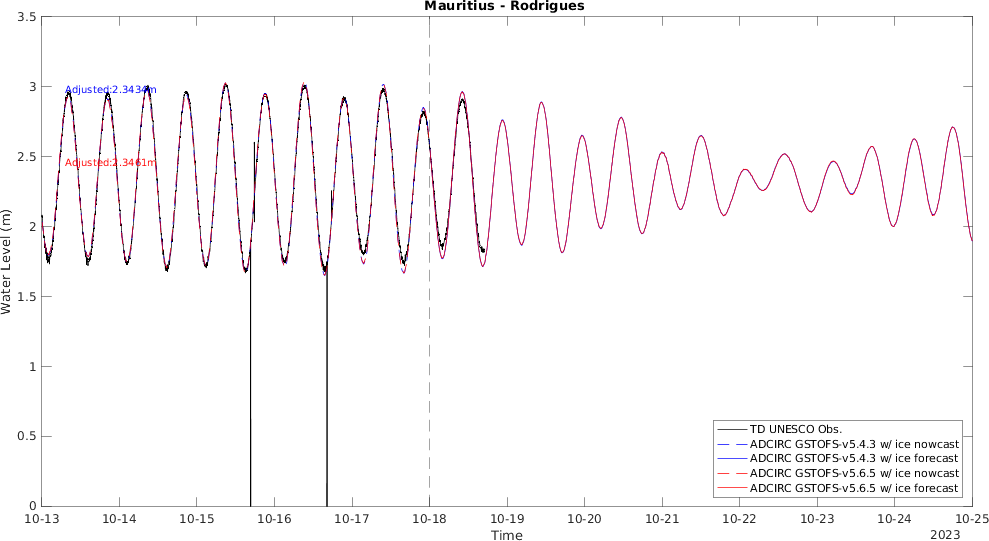 Mauritius - Rodrigues
3.5
3
2.5
2
1.5
1
0.5
0
Water Level (m)
Adjusted:2.3434m
Adjusted:2.3461m
TD UNESCO Obs.
ADCIRC GSTOFS-v5.4.3 w/ ice nowcast
ADCIRC GSTOFS-v5.4.3 w/ ice forecast
ADCIRC GSTOFS-v5.6.5 w/ ice nowcast
ADCIRC GSTOFS-v5.6.5 w/ ice forecast
10-13 10-14 10-15 10-16 10-17 10-18 10-19 10-20 10-21 10-22 10-23 10-24 10-25
Time
2023